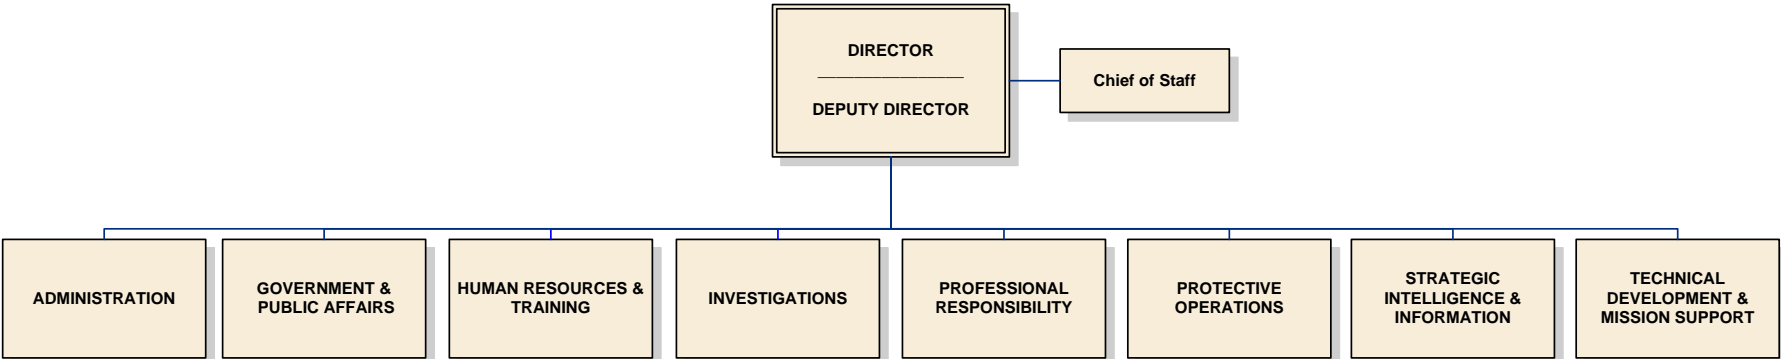 DIRECTOR
DEPUTY DIRECTOR
Chief of Staff
ADMINISTRATION
GOVERNMENT &
PUBLIC AFFAIRS
HUMAN RESOURCES &
TRAINING
INVESTIGATIONS
PROFESSIONAL
RESPONSIBILITY
PROTECTIVE
OPERATIONS
STRATEGIC
INTELLIGENCE &
INFORMATION
TECHNICAL
DEVELOPMENT &
MISSION SUPPORT